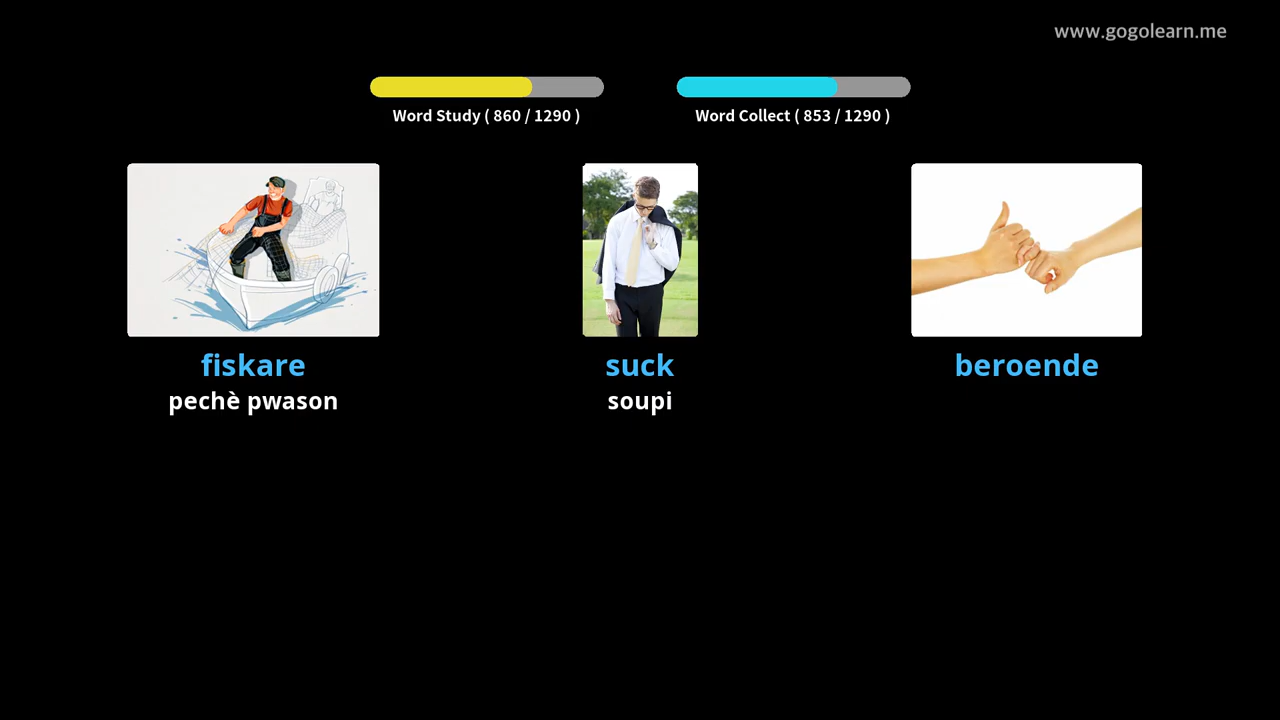 www.gogolearn.me
Word Study ( 860 / 1290 )
Word Collect ( 853 / 1290 )
fiskare
pechè pwason
suck
soupi
beroende